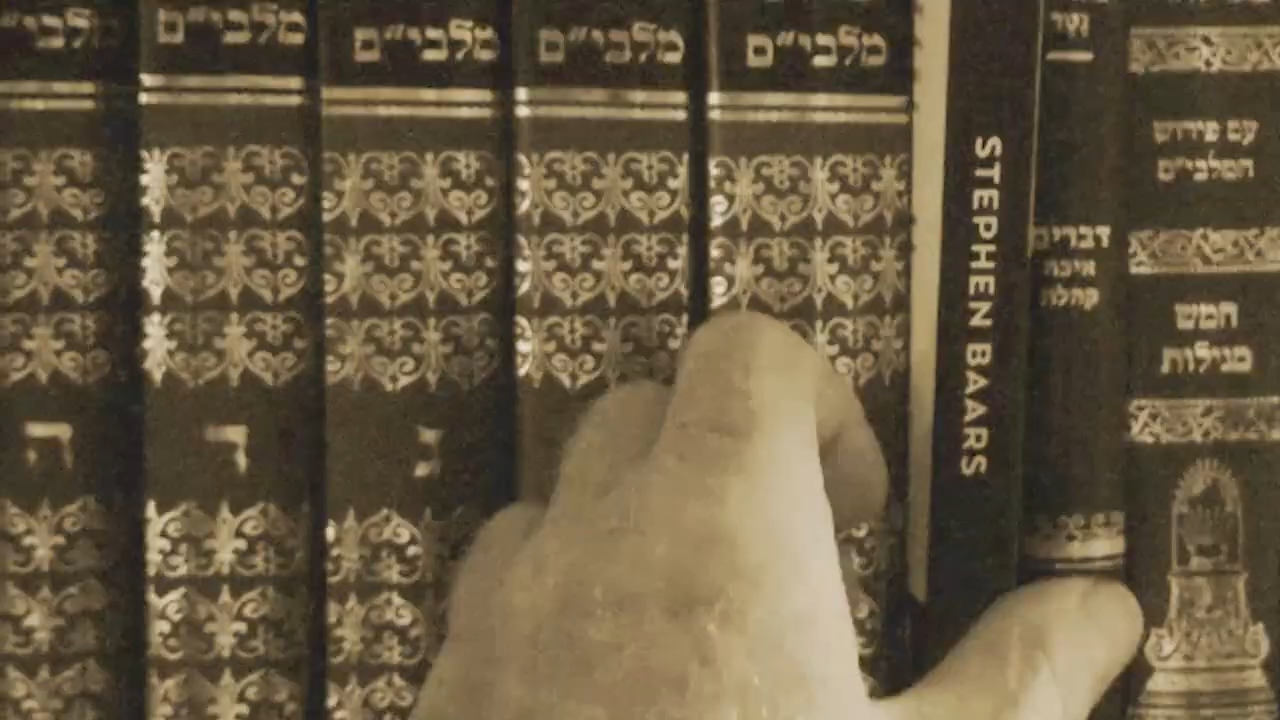 מלבי״ם
מלבי״ם
מלבי״ם
מלבי״ם
מלבי״ם
ג
ד
ה
STEPHEN BAARS
דברים
איכה
קהלת
עם פירוש
המלבי״ם
חמש
מגילות